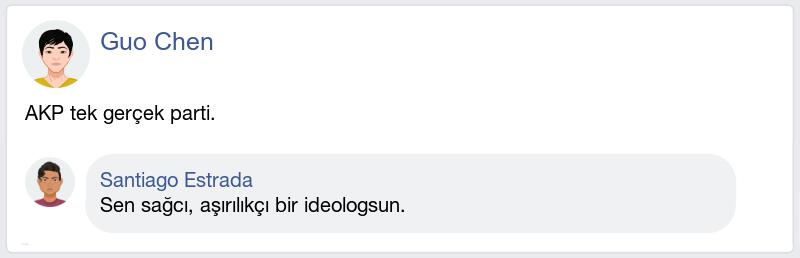 Guo Chen
AKP tek gerçek parti.
Santiago Estrada
Sen sağcı, aşırılıkçı bir ideologsun.